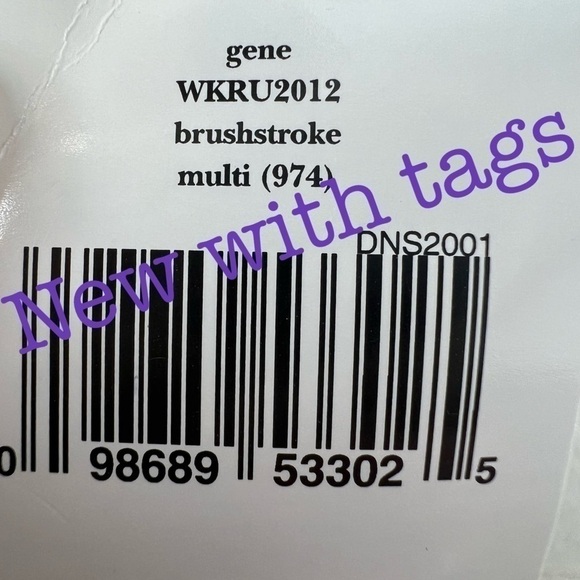 gene
WKRU2012
brushstroke
multi (974)
New with tags
DNS2001
0 98689 53302 5